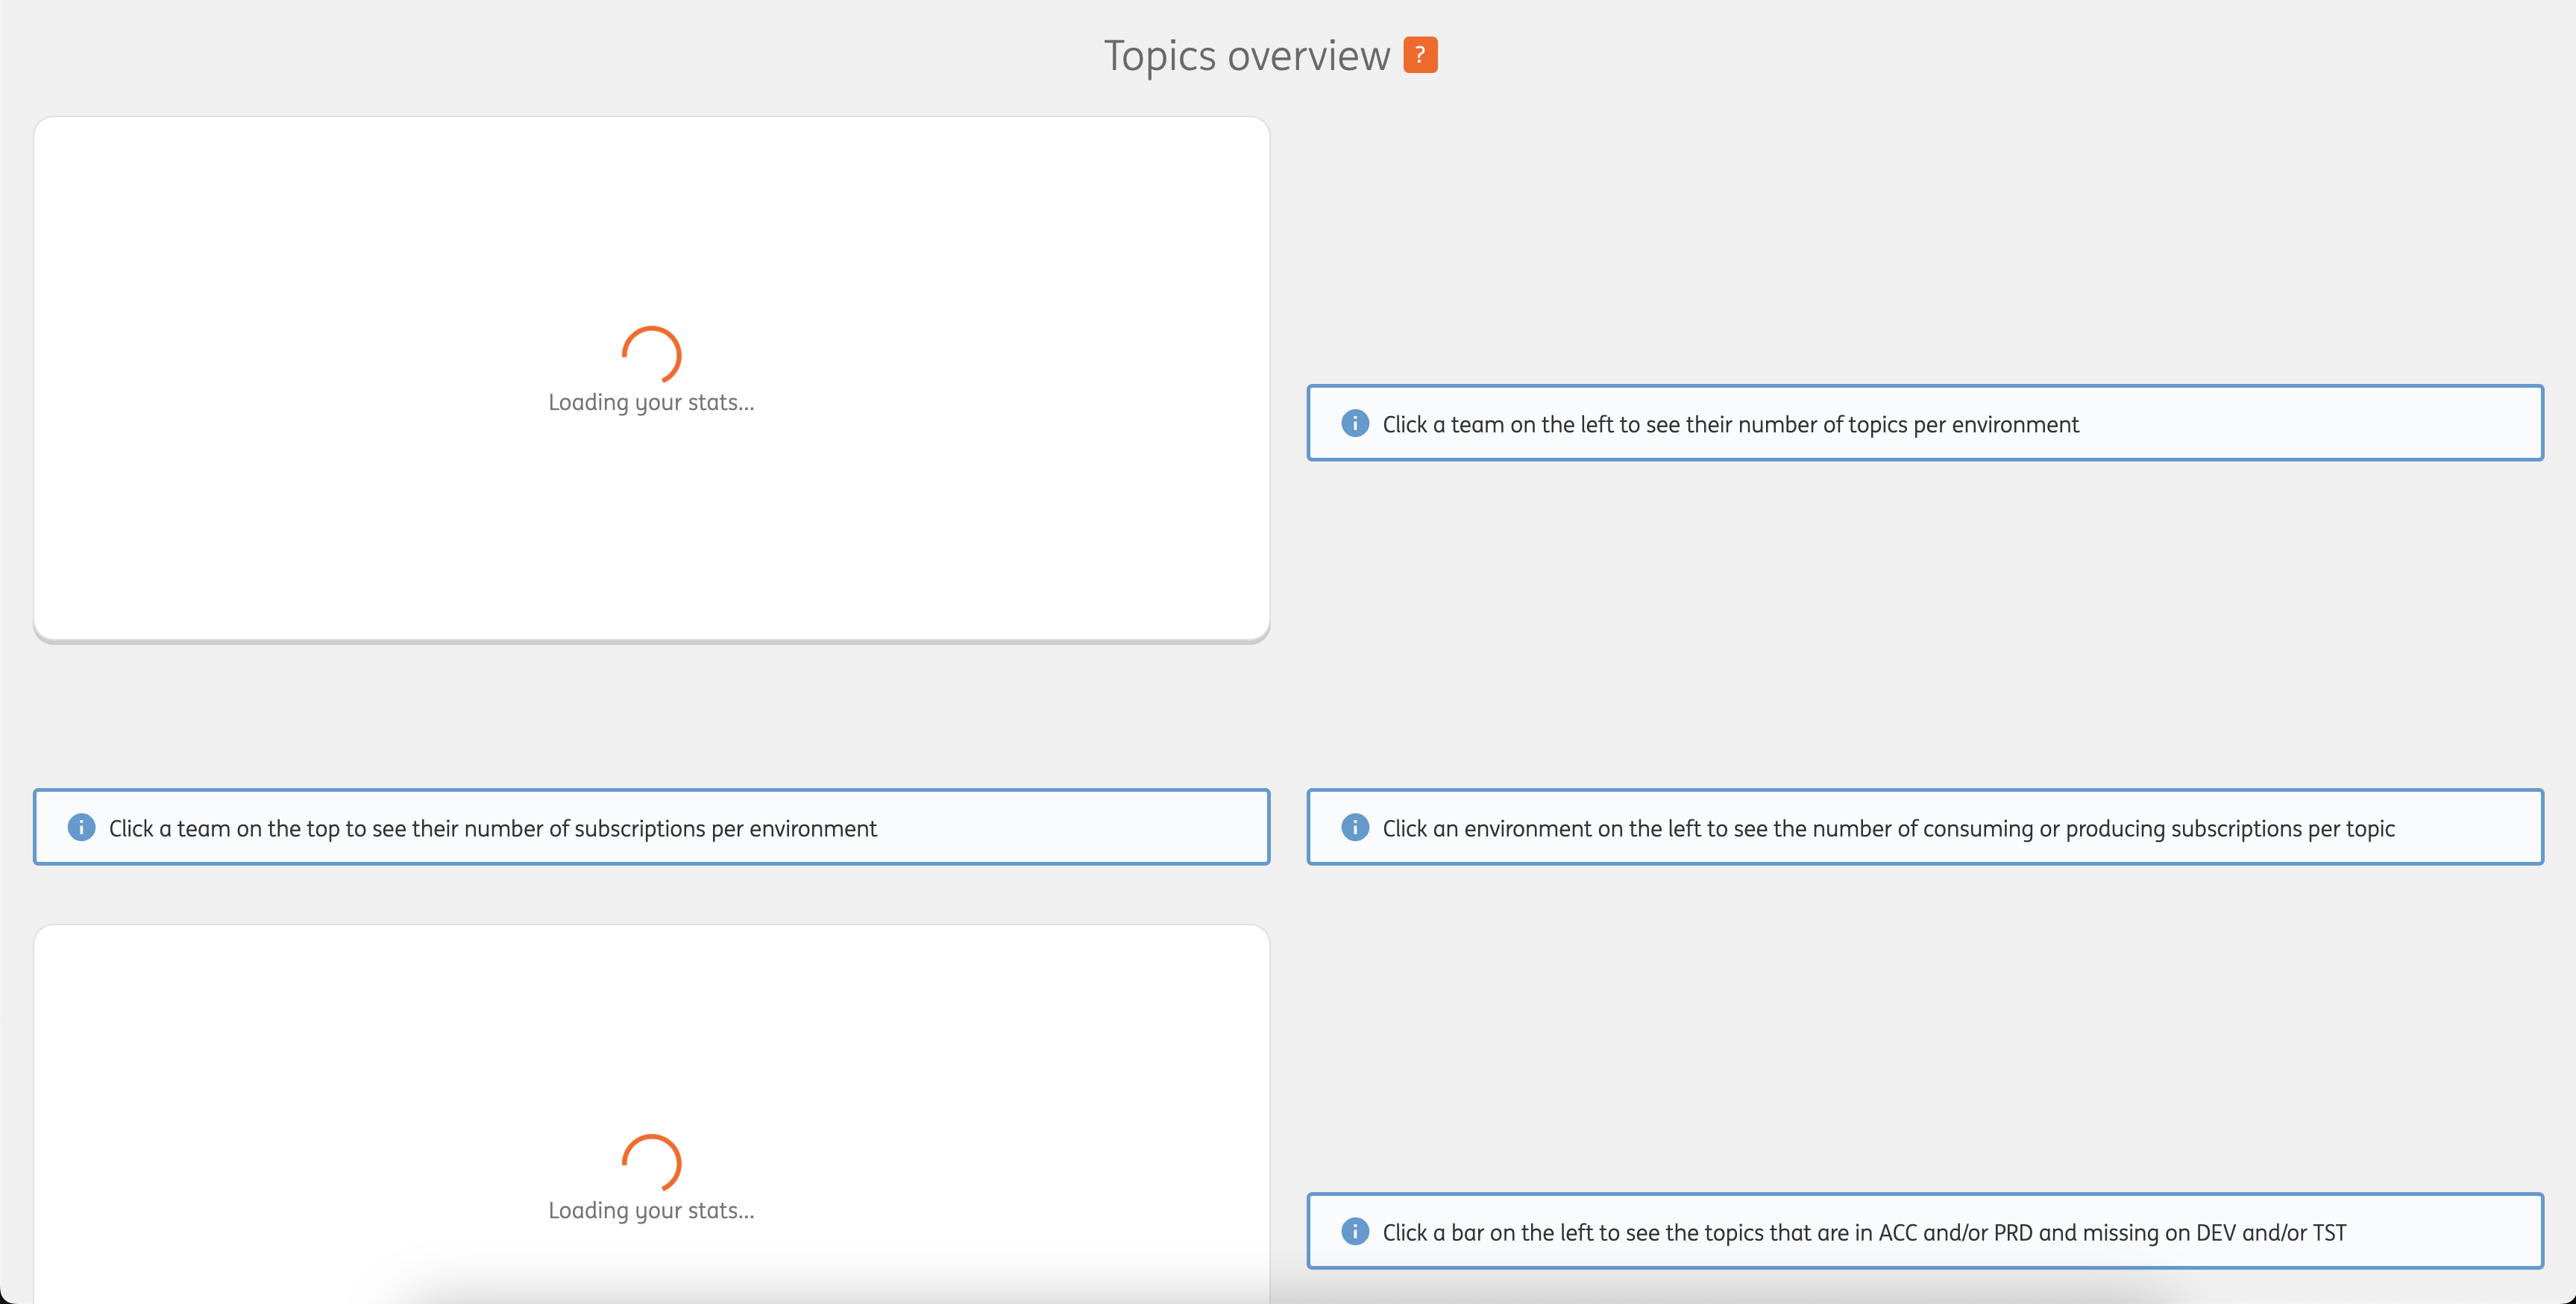 Topics overview ?
Loading your stats...
Click a team on the left to see their number of topics per environment
Click a team on the top to see their number of subscriptions per environment
Click an environment on the left to see the number of consuming or producing subscriptions per topic
Loading your stats...
Click a bar on the left to see the topics that are in ACC and/or PRD and missing on DEV and/or TST